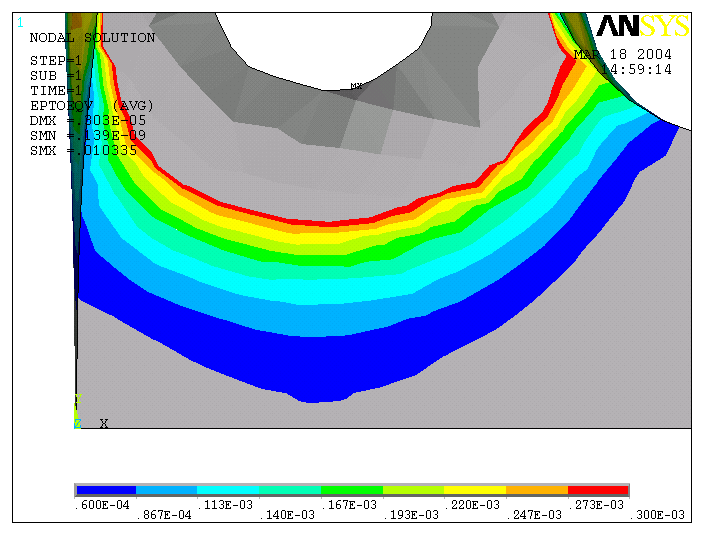 1
ANSYS
NODAL SOLUTION
MAR 18 2004
14:59:14
STEP=1
SUB =1
TIME=1
EPTOEQV (AVG)
DMX =.803E-05
SMN =.139E-09
SMX =.010335
MX
Y
Z X
.600E-04 .113E-03 .167E-03 .220E-03 .273E-03
.867E-04 .140E-03 .193E-03 .247E-03 .300E-03